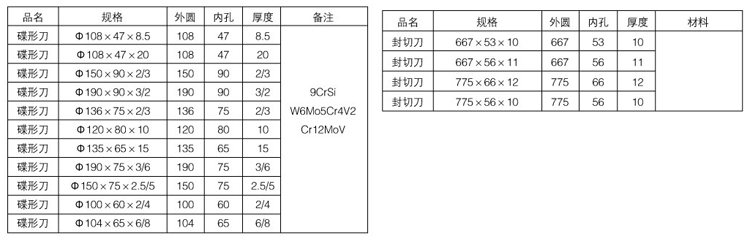 品名 规格 外圆 内孔 厚度 备注
碟形刀 Φ108×47×8.5 108 47 8.5
碟形刀 Φ108×47×20 108 47 20
碟形刀 Φ150×90×2/3 150 90 2/3
碟形刀 Φ190×90×3/2 190 90 3/2
碟形刀 Φ136×75×2/3 136 75 2/3
碟形刀 Φ120×80×10 120 80 10
碟形刀 Φ135×65×15 135 65 15
碟形刀 Φ190×75×3/6 190 75 3/6
碟形刀 Φ150×75×2.5/5 150 75 2.5/5
碟形刀 Φ100×60×2/4 100 60 2/4
碟形刀 Φ104×65×6/8 104 65 6/8
9CrSi
W6Mo5Cr4V2
Cr12MoV
品名 规格 外圆 内孔 厚度 材料
封切刀 667×53×10 667 53 10
封切刀 667×56×11 667 56 11
封切刀 775×66×12 775 66 12
封切刀 775×56×10 775 56 10